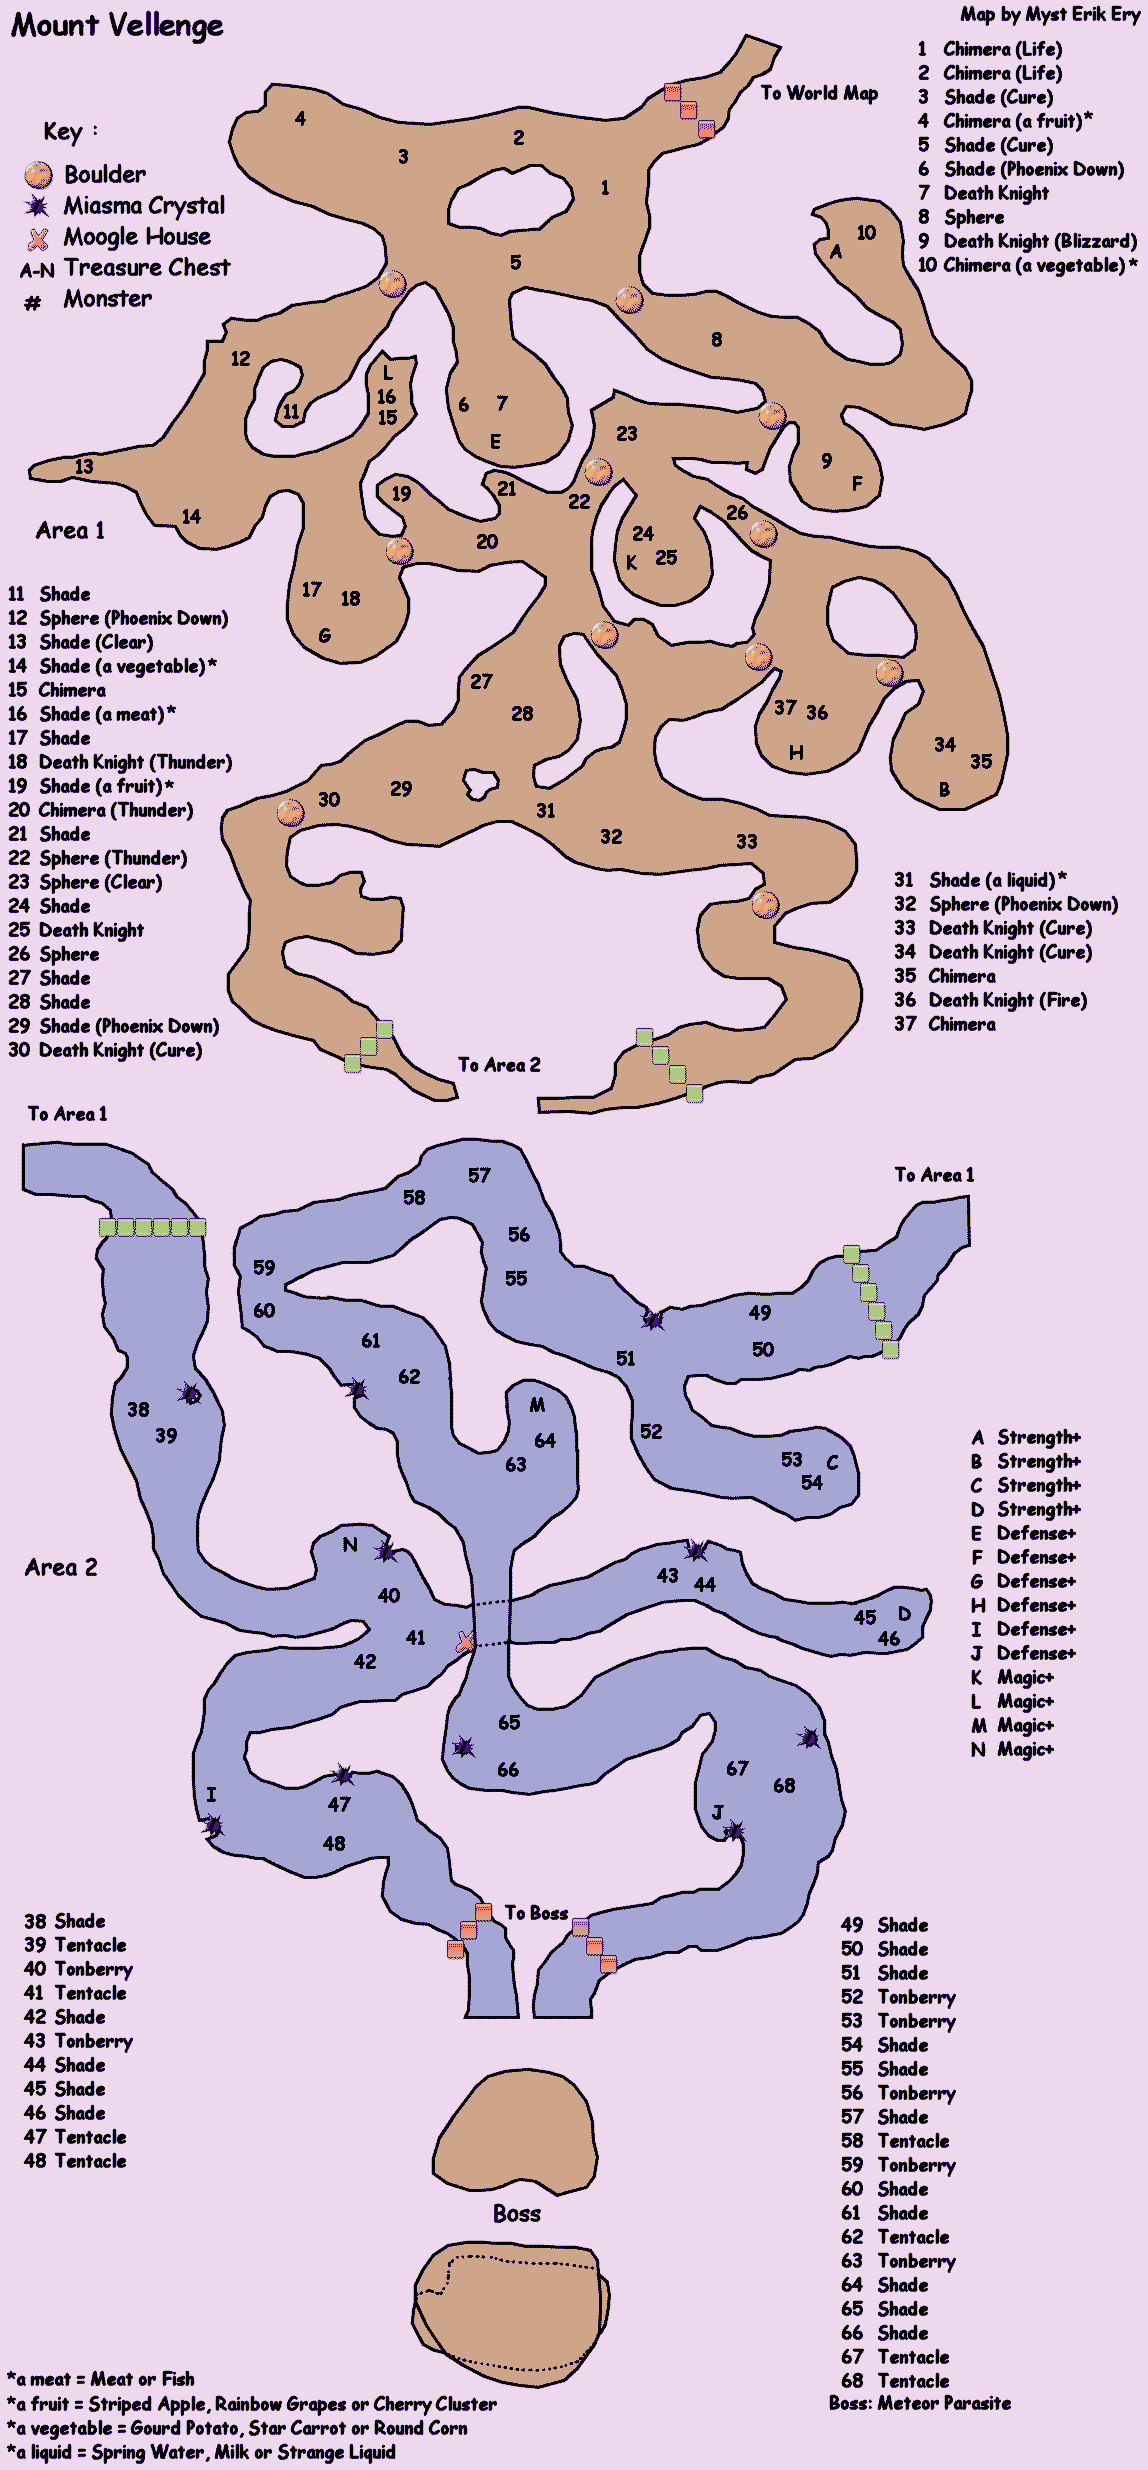 Mount Vellenge
Map by Myst Erik Ery
1 Chimera (Life)
2 Chimera (Life)
3 Shade (Cure)
4 Chimera (a fruit)*
5 Shade (Cure)
6 Shade (Phoenix Down)
7 Death Knight
8 Sphere
9 Death Knight (Blizzard)
10 Chimera (a vegetable)*
To World Map
Key :
Boulder
Miasma Crystal
Moogle House
A-N Treasure Chest
# Monster
4
3
2
1
5
10
A
8
12
L
16
15
11
6 7
E
23
9
F
13
14
19
21
22
20
24
K 25
26
Area 1
17
18
G
27
28
37 36
H
34
35
B
29
30
31
32
33
11 Shade
12 Sphere (Phoenix Down)
13 Shade (Clear)
14 Shade (a vegetable)*
15 Chimera
16 Shade (a meat)*
17 Shade
18 Death Knight (Thunder)
19 Shade (a fruit)*
20 Chimera (Thunder)
21 Shade
22 Sphere (Thunder)
23 Sphere (Clear)
24 Shade
25 Death Knight
26 Sphere
27 Shade
28 Shade
29 Shade (Phoenix Down)
30 Death Knight (Cure)
31 Shade (a liquid)*
32 Sphere (Phoenix Down)
33 Death Knight (Cure)
34 Death Knight (Cure)
35 Chimera
36 Death Knight (Fire)
37 Chimera
To Area 2
To Area 1
To Area 1
57
58
56
55
59
60
61
62
49
50
51
52
53 C
54
M
64
63
38
39
Area 2
N
40
41
42
43
44
45 D
46
65
66
67
68
J
I
47
48
A Strength+
B Strength+
C Strength+
D Strength+
E Defense+
F Defense+
G Defense+
H Defense+
I Defense+
J Defense+
K Magic+
L Magic+
M Magic+
N Magic+
To Boss
38 Shade
39 Tentacle
40 Tonberry
41 Tentacle
42 Shade
43 Tonberry
44 Shade
45 Shade
46 Shade
47 Tentacle
48 Tentacle
49 Shade
50 Shade
51 Shade
52 Tonberry
53 Tonberry
54 Shade
55 Shade
56 Tonberry
57 Shade
58 Tentacle
59 Tonberry
60 Shade
61 Shade
62 Tentacle
63 Tonberry
64 Shade
65 Shade
66 Shade
67 Tentacle
68 Tentacle
Boss: Meteor Parasite
Boss
*a meat = Meat or Fish
*a fruit = Striped Apple, Rainbow Grapes or Cherry Cluster
*a vegetable = Gourd Potato, Star Carrot or Round Corn
*a liquid = Spring Water, Milk or Strange Liquid